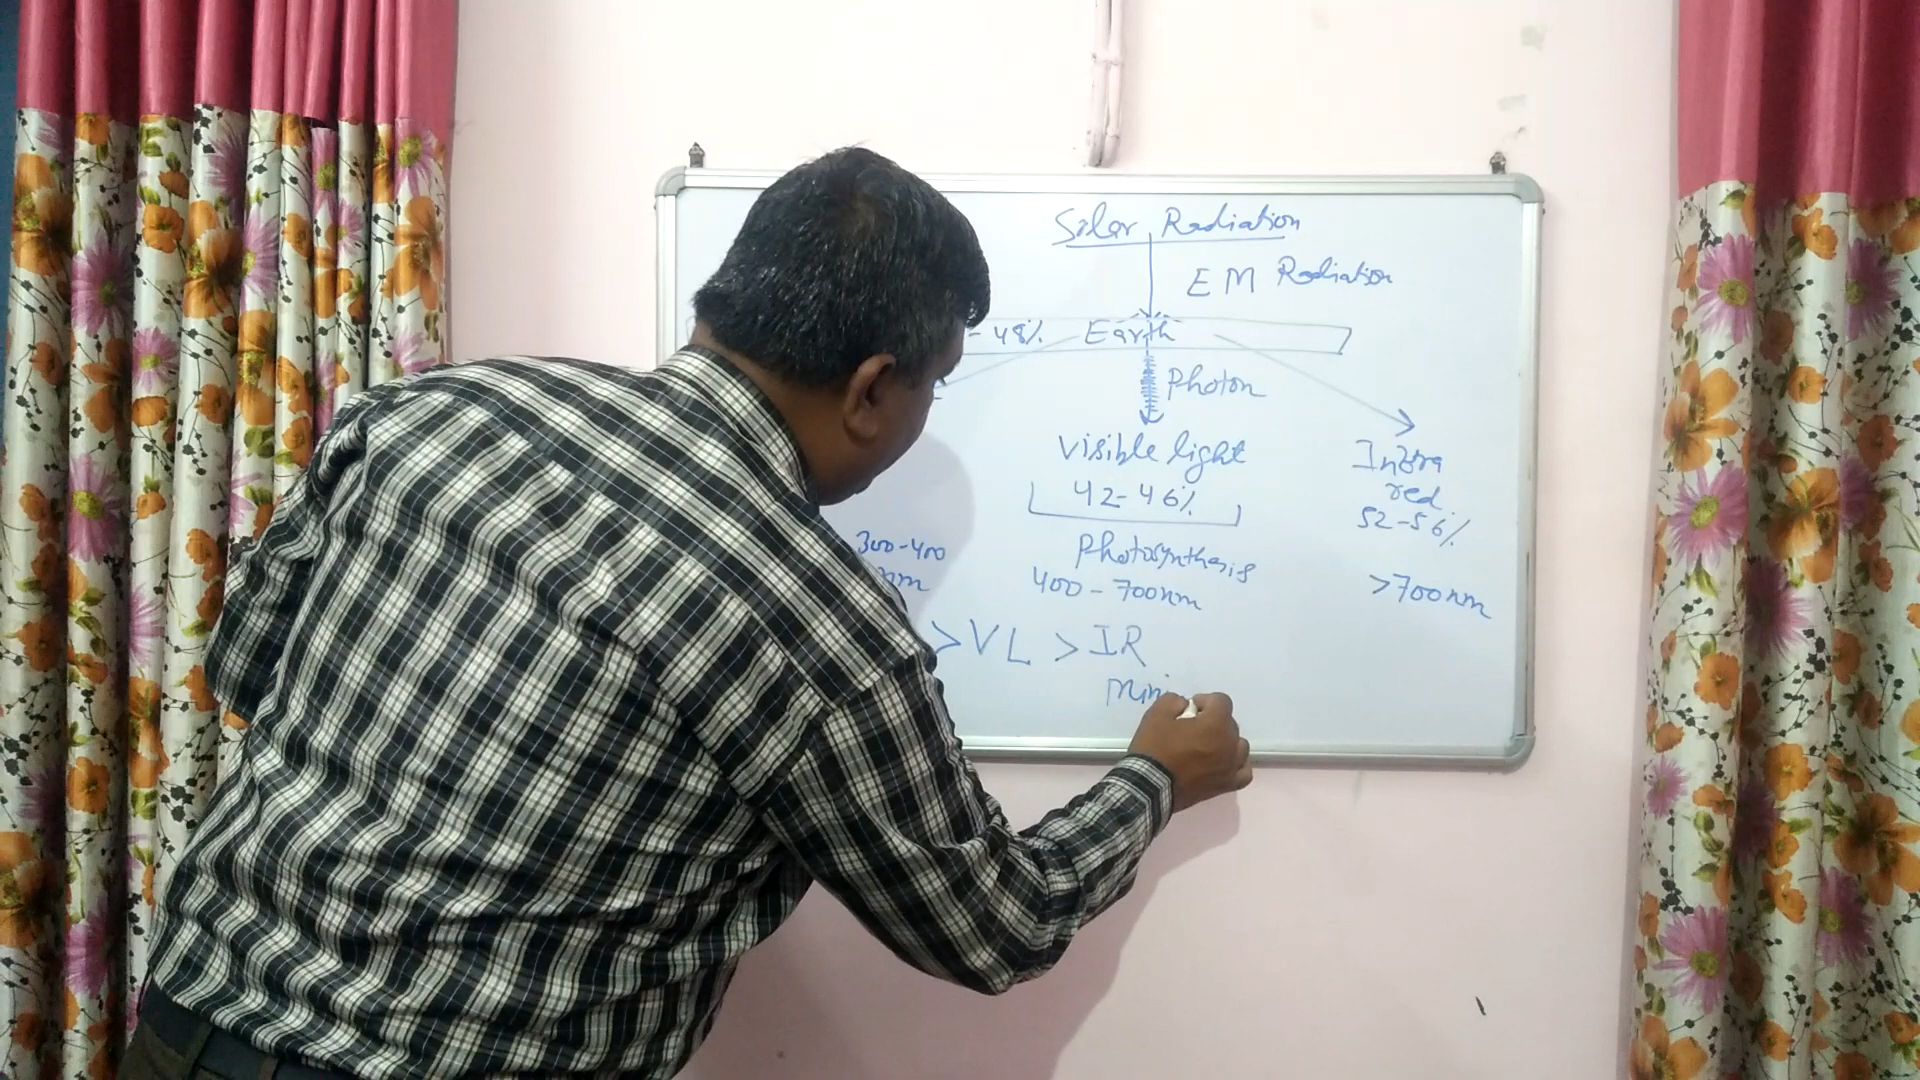 Solar Radiation
EM Radiation
- 48% Earth
Photon
Visible light
42-46%
Infra
red
52-56%
300-400
nm
Photosynthesis
400-700nm
>700nm
>VL >IR
Mini